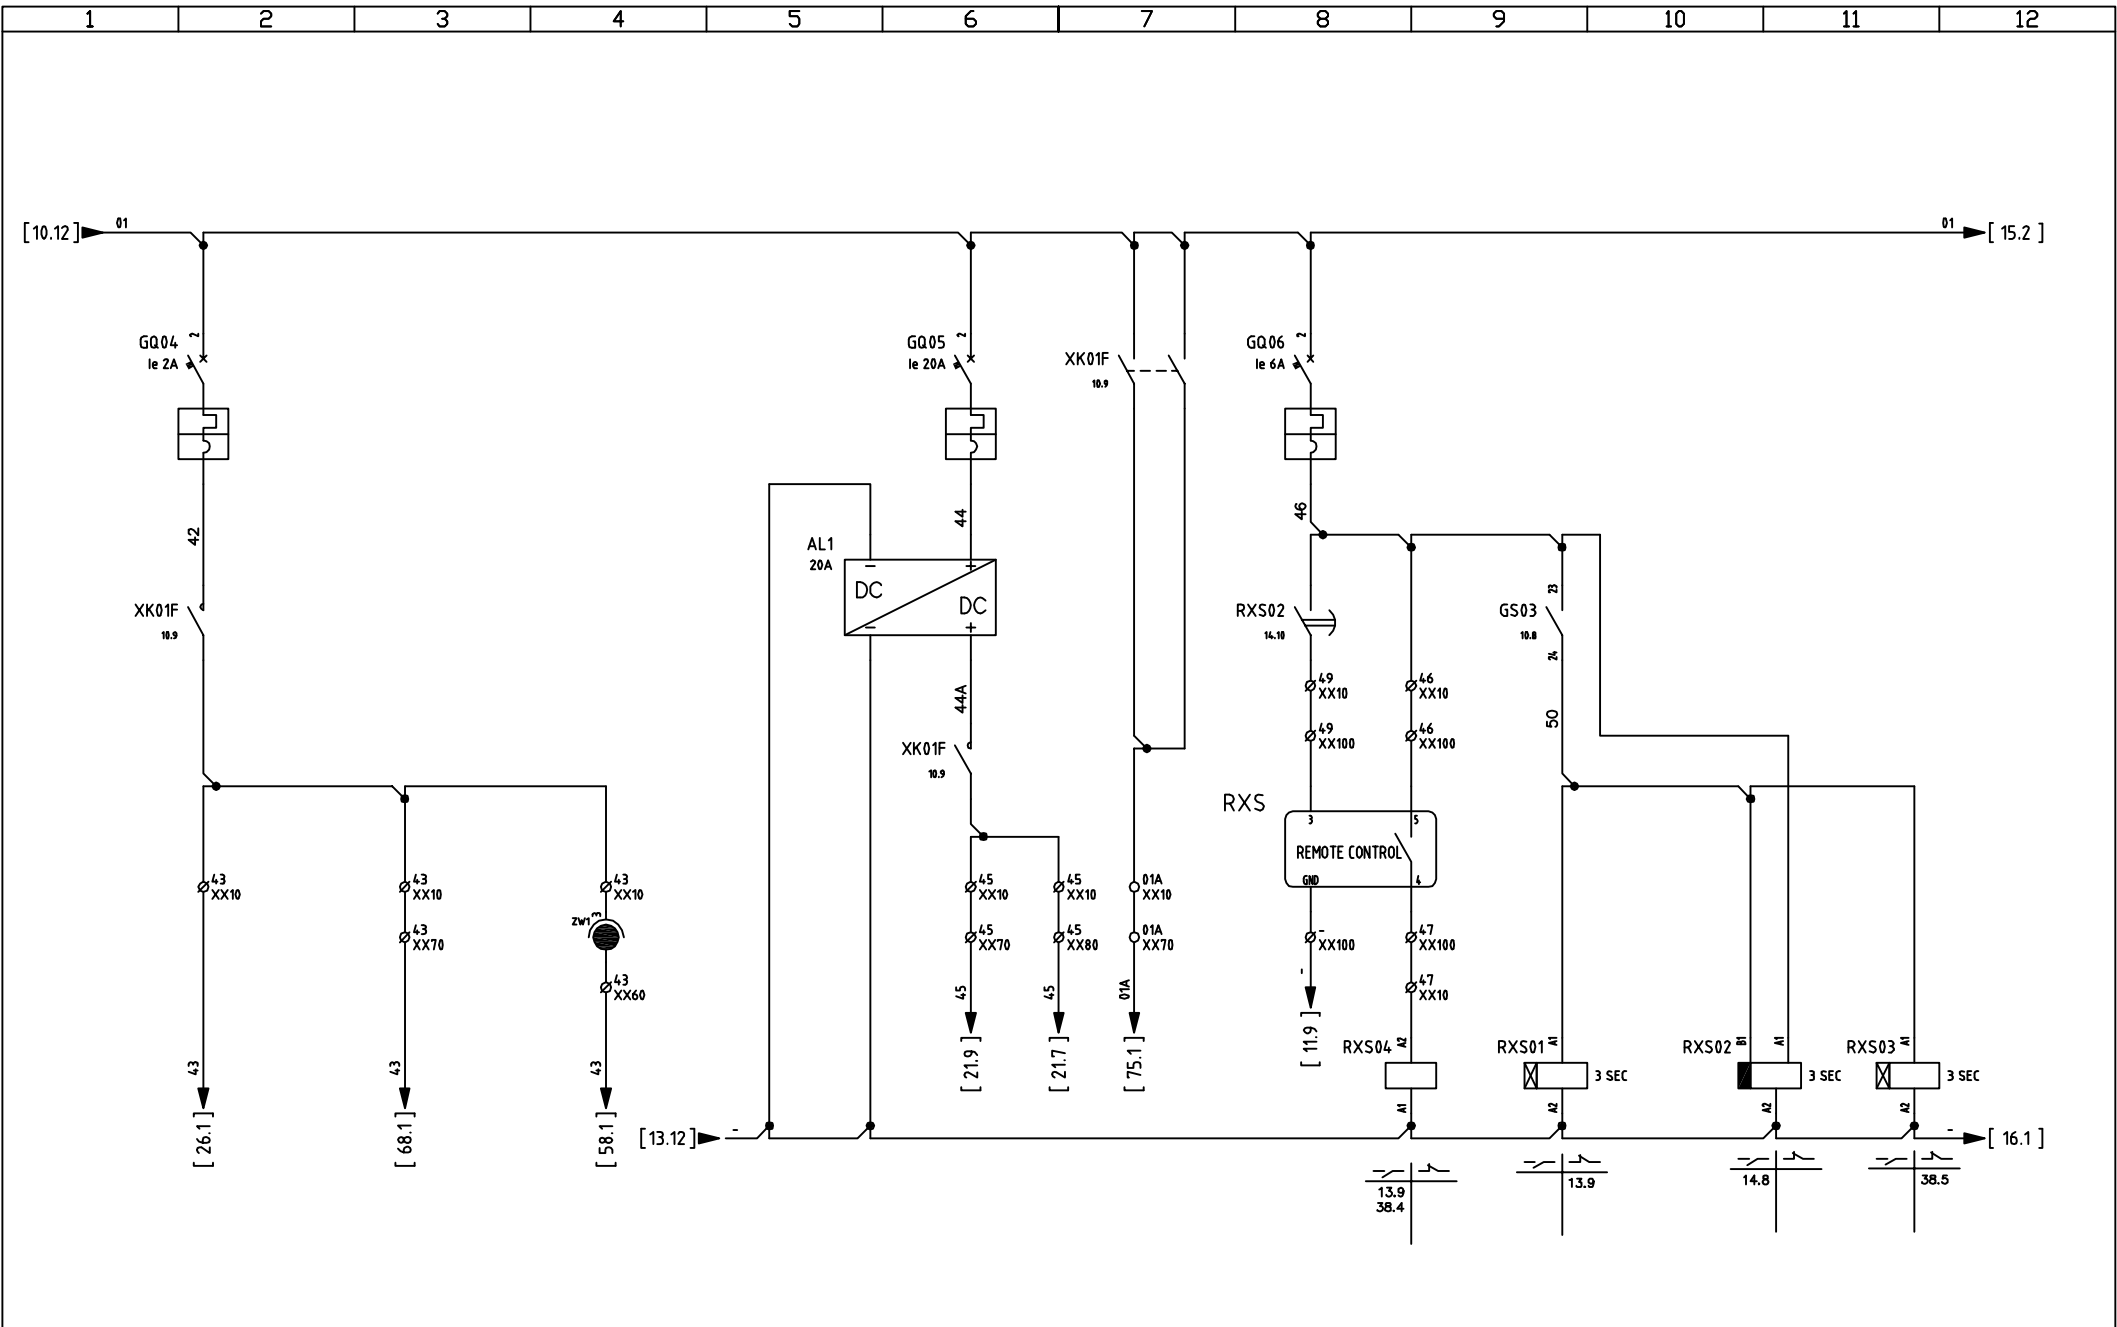 1 2 3 4 5 6 7 8 9 10 11 12
[10.12] 01 01 [ 15.2 ]
GQ04 2
Ie 2A
GQ05 2
Ie 20A
XK01F
10.9
GQ06 2
Ie 6A
42
44
46
AL1
20A
- +
DC
DC
- +
XK01F
10.9
RXS02
14.10
23
GS03
10.8
24
44A
49
XX10
46
XX10
50
49
XX100
46
XX100
XK01F
10.9
RXS
3 5
REMOTE CONTROL
GND 4
43
XX10
43
XX10
43
XX10
45
XX10
45
XX10
01A
XX10
ZW1 3
43
XX70
45
XX70
45
XX80
01A
XX70
-
XX100
47
XX100
43
XX60
47
XX10
45 45 01A -
[ 21.9 ] [ 21.7 ] [ 75.1 ] [ 11.9 ]
43 43 43
RXS04 A2
RXS01 A1
RXS02 B1 A1
RXS03 A1
3 SEC 3 SEC 3 SEC
A1 A2 A2 A2
[ 26.1 ] [ 68.1 ] [ 58.1 ]
[13.12] - - [ 16.1 ]
13.9
38.4
13.9
14.8
38.5